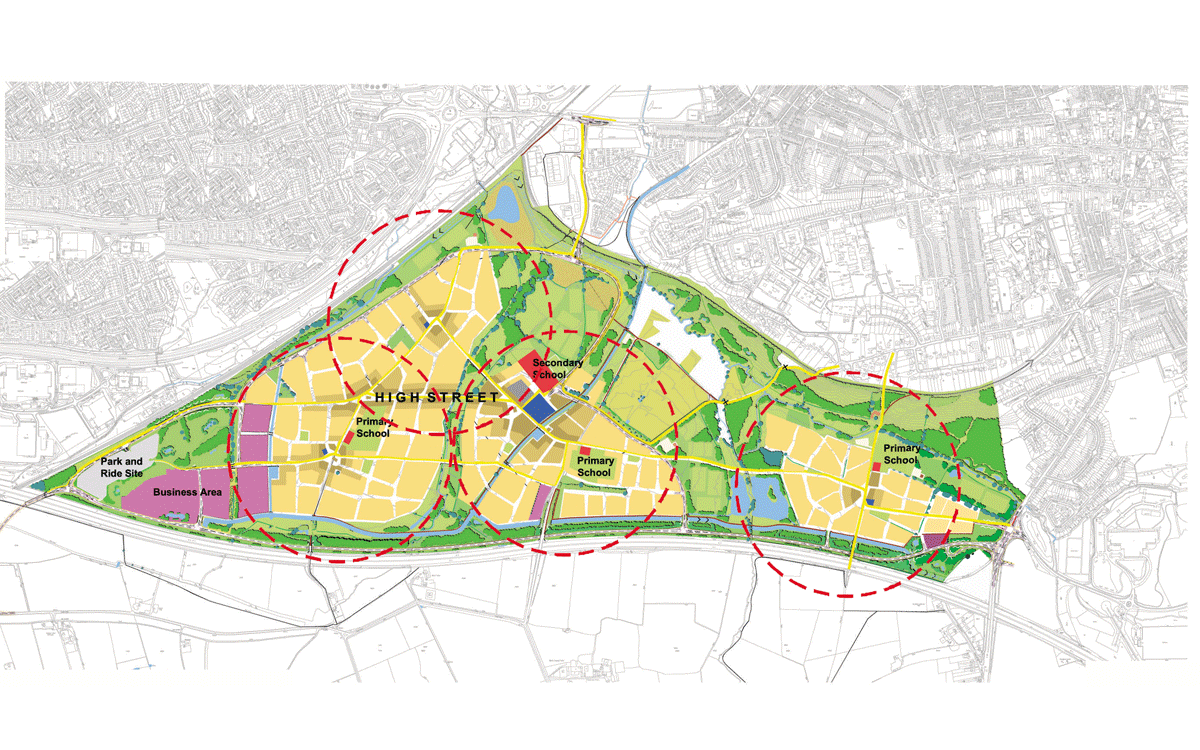 Secondary
School
HIGH STREET
Primary
School
Primary
School
Primary
School
Park and
Ride Site
Business Area